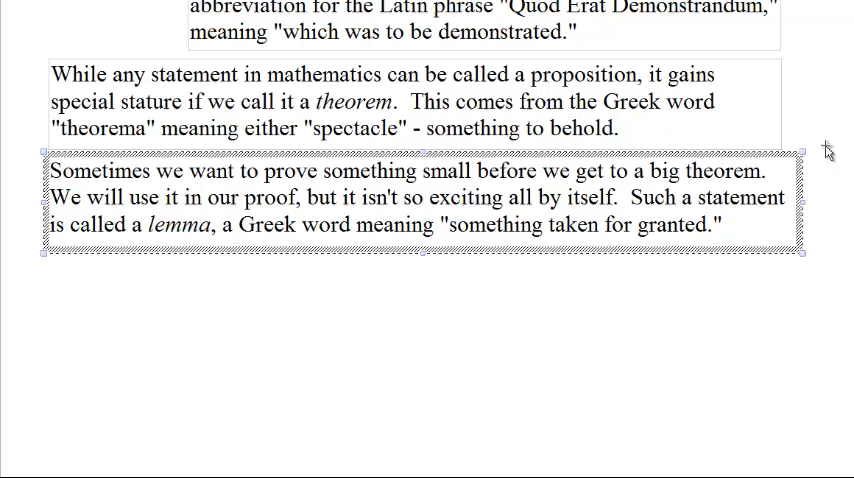 abbreviation for the Latin phrase "Quod Erat Demonstrandum,"
meaning "which was to be demonstrated."
While any statement in mathematics can be called a proposition, it gains
special stature if we call it a theorem.  This comes from the Greek word
"theorema" meaning either "spectacle" - something to behold.
Sometimes we want to prove something small before we get to a big theorem.
We will use it in our proof, but it isn't so exciting all by itself.  Such a statement
is called a lemma, a Greek word meaning "something taken for granted."